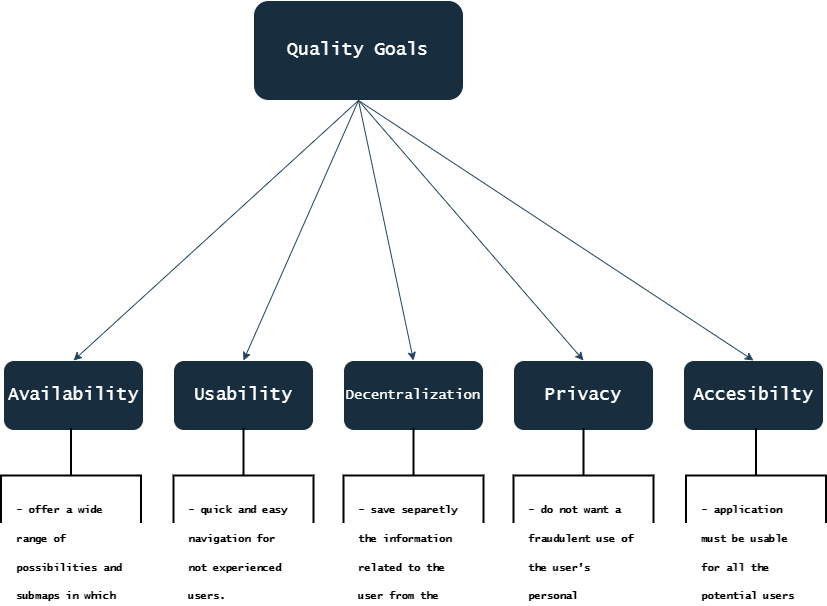 Quality Goals
Availability
Usability
Decentralization
Privacy
Accesibilty
- offer a wide
range of
possibilities and
submaps in which
- quick and easy
navigation for
not experienced
users.
- save separetly
the information
related to the
user from the
- do not want a
fraudulent use of
the user's
personal
- application
must be usable
for all the
potential users